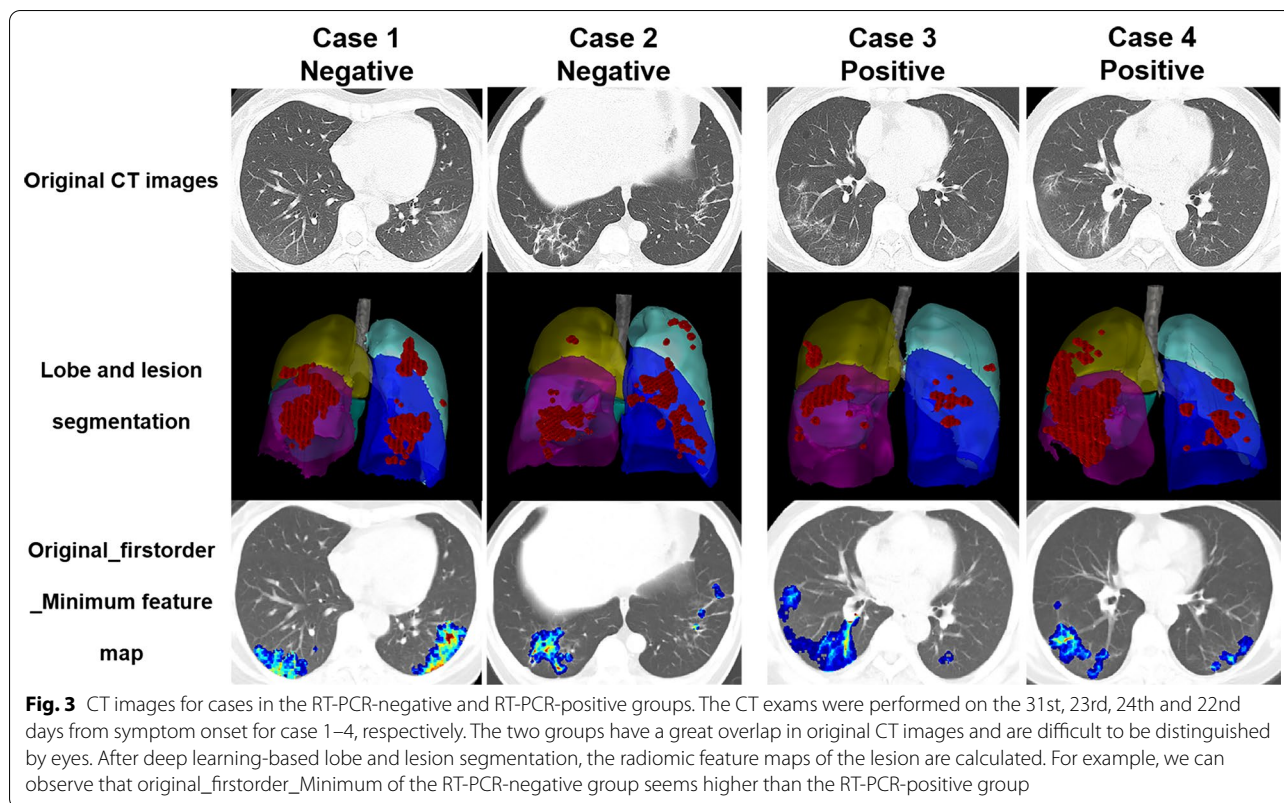 Case 1
Negative
Case 2
Negative
Case 3
Positive
Case 4
Positive
Original CT images
Lobe and lesion
segmentation
Original_firstorder
_Minimum feature
map
Fig. 3 CT images for cases in the RT-PCR-negative and RT-PCR-positive groups. The CT exams were performed on the 31st, 23rd, 24th and 22nd
days from symptom onset for case 1–4, respectively. The two groups have a great overlap in original CT images and are difficult to be distinguished
by eyes. After deep learning-based lobe and lesion segmentation, the radiomic feature maps of the lesion are calculated. For example, we can
observe that original_firstorder_Minimum of the RT-PCR-negative group seems higher than the RT-PCR-positive group